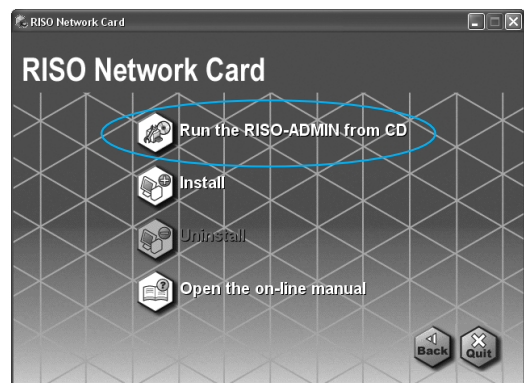 RISO Network Card
RISO Network Card
Run the RISO-ADMIN from CD
Install
Uninstall
Open the on-line manual
Back
Quit